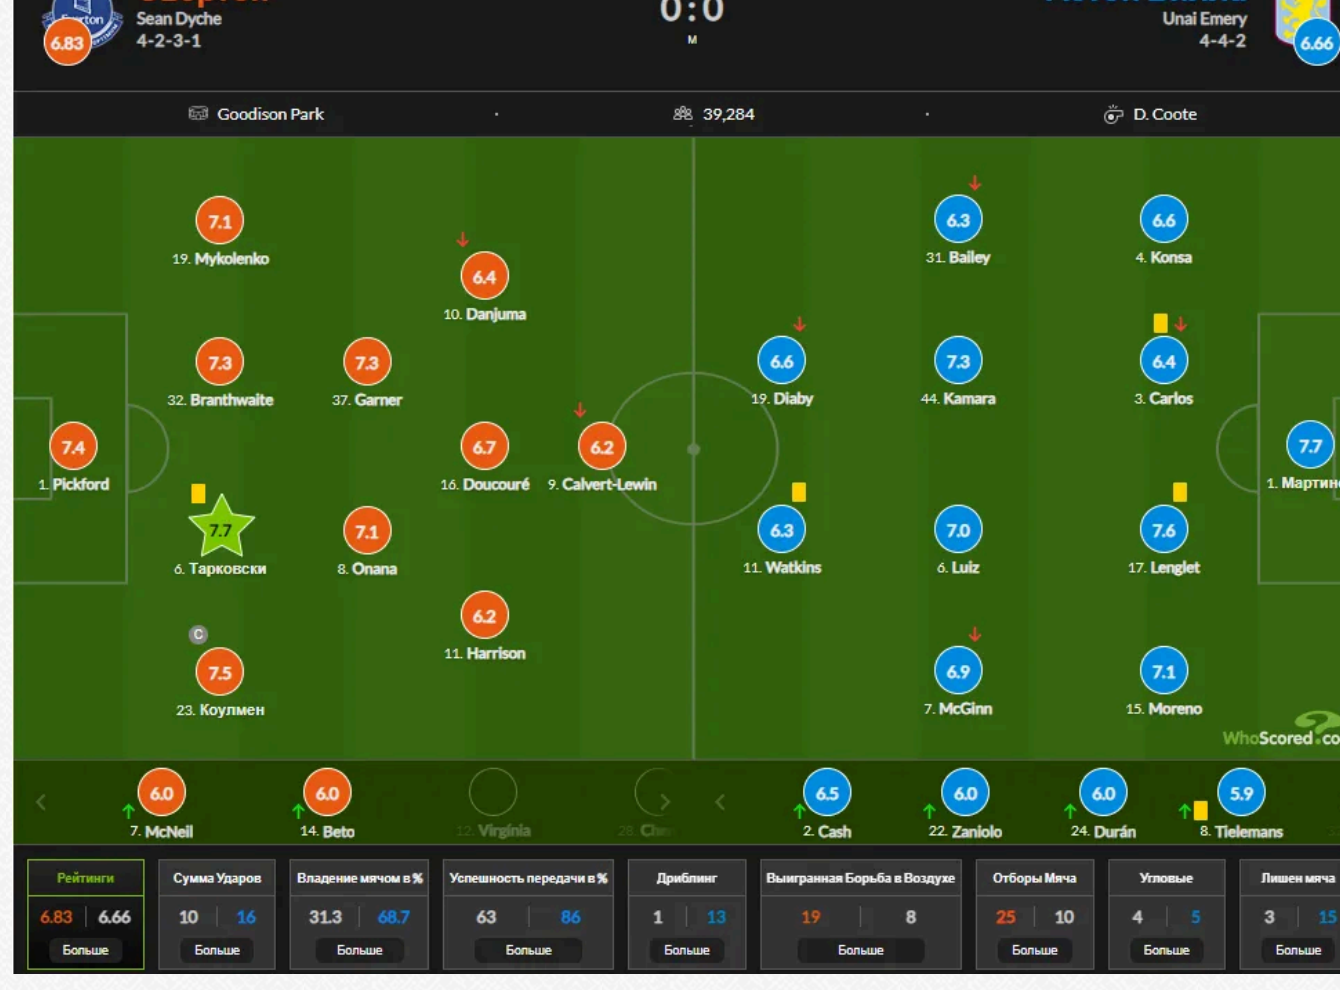 Sean Dyche
4-2-3-1
6.83
0:0
м
Unai Emery
4-4-2
6.66
Goodison Park
39,284
D. Coote
7.1
19. Mykolenko
6.4
10. Danjuma
7.3
32. Branthwaite
7.3
37. Garner
7.4
1. Pickford
6.7
16. Doucouré
6.2
9. Calvert-Lewin
7.7
6. Тарковски
7.1
8. Onana
6.2
11. Harrison
C
7.5
23. Коулмен
6.3
31. Bailey
6.6
4. Konsa
6.6
19. Diaby
7.3
44. Kamara
6.4
3. Carlos
7.7
1. Мартин
6.3
11. Watkins
7.0
6. Luiz
7.6
17. Lenglet
6.9
7. McGinn
7.1
15. Moreno
WhoScored.co
6.0
7. McNeil
6.0
14. Beto
12. Virgínia
28.
6.5
2. Cash
6.0
22. Zaniolo
6.0
24. Durán
5.9
8. Tielemans
Рейтинги
6.83 6.66
Больше
Сумма Ударов
10 16
Больше
Владение мячом в %
31.3 68.7
Больше
Успешность передачи в %
63 86
Больше
Дриблинг
1 13
Больше
Выигранная Борьба в Воздухе
19 8
Больше
Отборы Мяча
25 10
Больше
Угловые
4 5
Больше
Лишен мяча
3 15
Больше